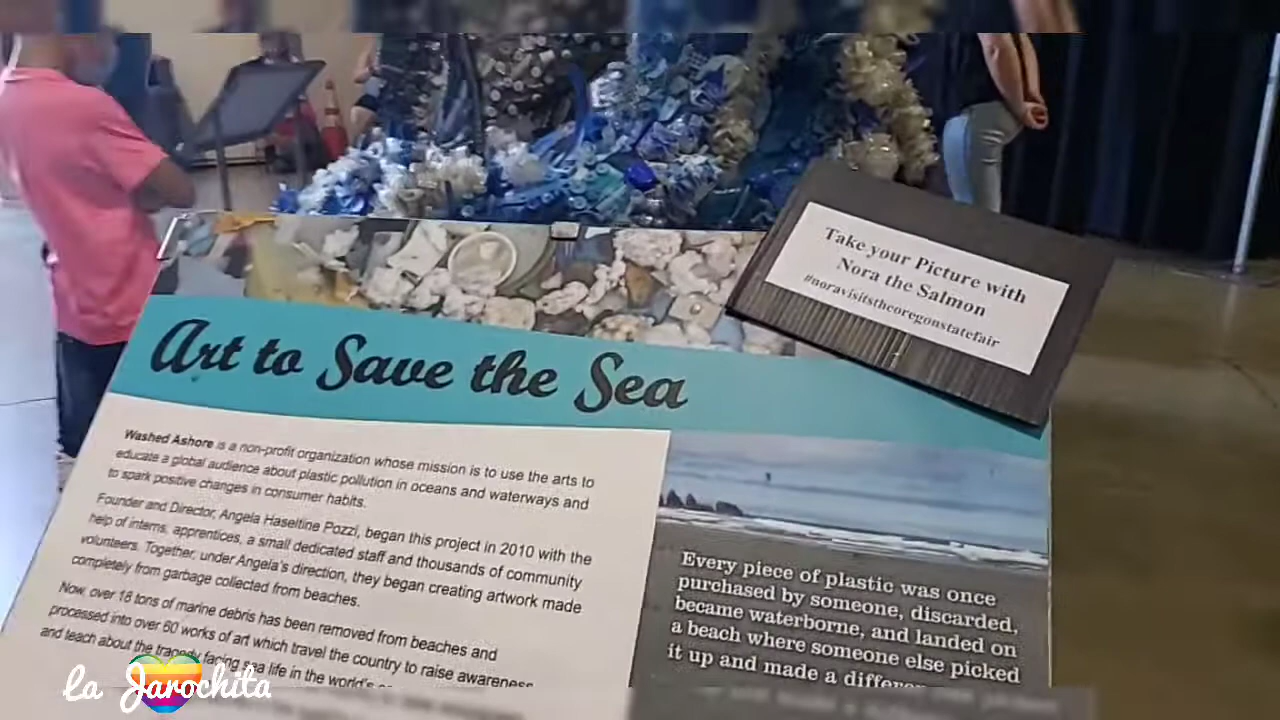 Take your Picture with
Nora the Salmon
#noravisitstheoregonstatefair
Art to Save the Sea
Washed Ashore is a non-profit organization whose mission is to use the arts to
educate a global audience about plastic pollution in oceans and waterways and
to spark positive changes in consumer habits.
Founder and Director, Angela Haseltine Pozzi, began this project in 2010 with the
help of interns, apprentices, a small dedicated staff and thousands of community
volunteers. Together, under Angela's direction, they began creating artwork made
completely from garbage collected from beaches.
Now, over 18 tons of marine debris has been removed from beaches and
processed into over 60 works of art which travel the country to raise awareness
and teach about the tragedy facing sea life in the world's
Every piece of plastic was once
purchased by someone, discarded,
became waterborne, and landed on
a beach where someone else picked
it up and made a
La Jarochita